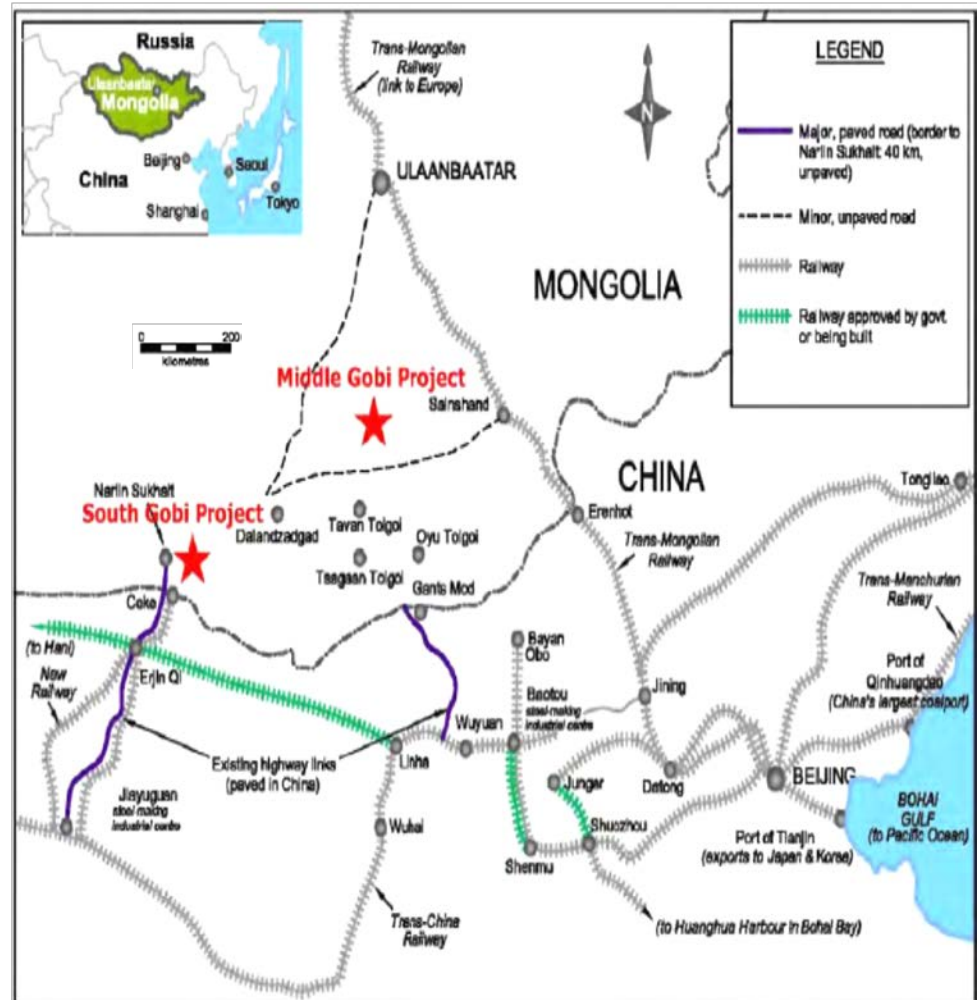 Russia
Ulaanbaatar
Mongolia
Beijing
Seoul
China
Tokyo
Shanghai
Trans-Mongolian
Railway
(link to Europe)
N
LEGEND
Major, paved road (border to
Narin Sukhait 40 km,
unpaved)
Minor, unpaved road
Railway
Railway approved by govt.
or being built
ULAANBAATAR
MONGOLIA
0 200
kilometres
Middle Gobi Project
Sainshand
CHINA
Narin Sukhait
South Gobi Project
Dalandzadgad
Tavan Tolgoi
Oyu Tolgoi
Tsagaan Tolgoi
Gants Mod
Erenhot
Tongliao
Trans-Mongolian
Railway
Trans-Manchurian
Railway
Ceke
(to Hami)
Erjin Qi
New
Railway
Bayan
Obo
Baotou
steel-making
industrial centre
Jining
Port of
Qinhuangdao
(China's largest coalport)
Wuyuan
Linhe
Existing highway links
(paved in China)
Jungar
Datong
BEIJING
BOHAI
GULF
(to Pacific Ocean)
Jiayuguan
steel making
industrial centre
Wuhai
Shuozhou
Shenmu
Port of Tianjin
(exports to Japan & Korea)
Trans-China
Railway
(to Huanghua Harbour in Bohai Bay)